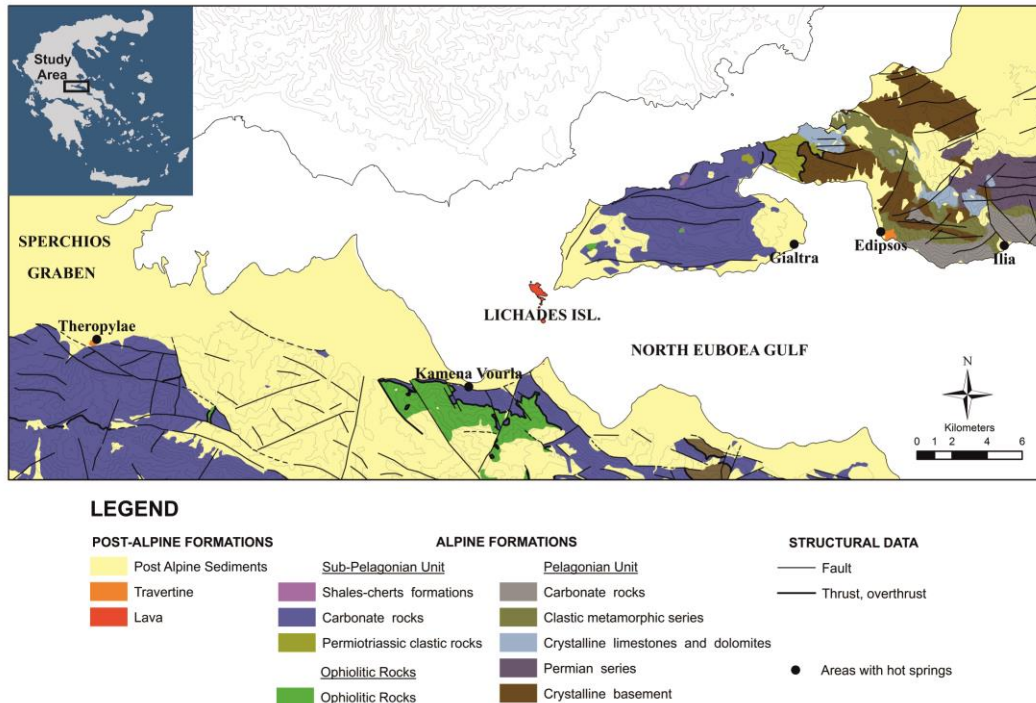 Study
Area
SPERCHIOS
GRABEN
Theropylae
Kamena Vourla
LICHADES ISL.
Gialtra
Edipsos
Ilia
NORTH EUBOEA GULF
N
Kilometers
0 1 2 4 6
LEGEND
POST-ALPINE FORMATIONS
Post Alpine Sediments
Travertine
Lava
ALPINE FORMATIONS
Sub-Pelagonian Unit
Shales-cherts formations
Carbonate rocks
Permiotriassic clastic rocks
Ophiolitic Rocks
Ophiolitic Rocks
Pelagonian Unit
Carbonate rocks
Clastic metamorphic series
Crystalline limestones and dolomites
Permian series
Crystalline basement
STRUCTURAL DATA
Fault
Thrust, overthrust
Areas with hot springs